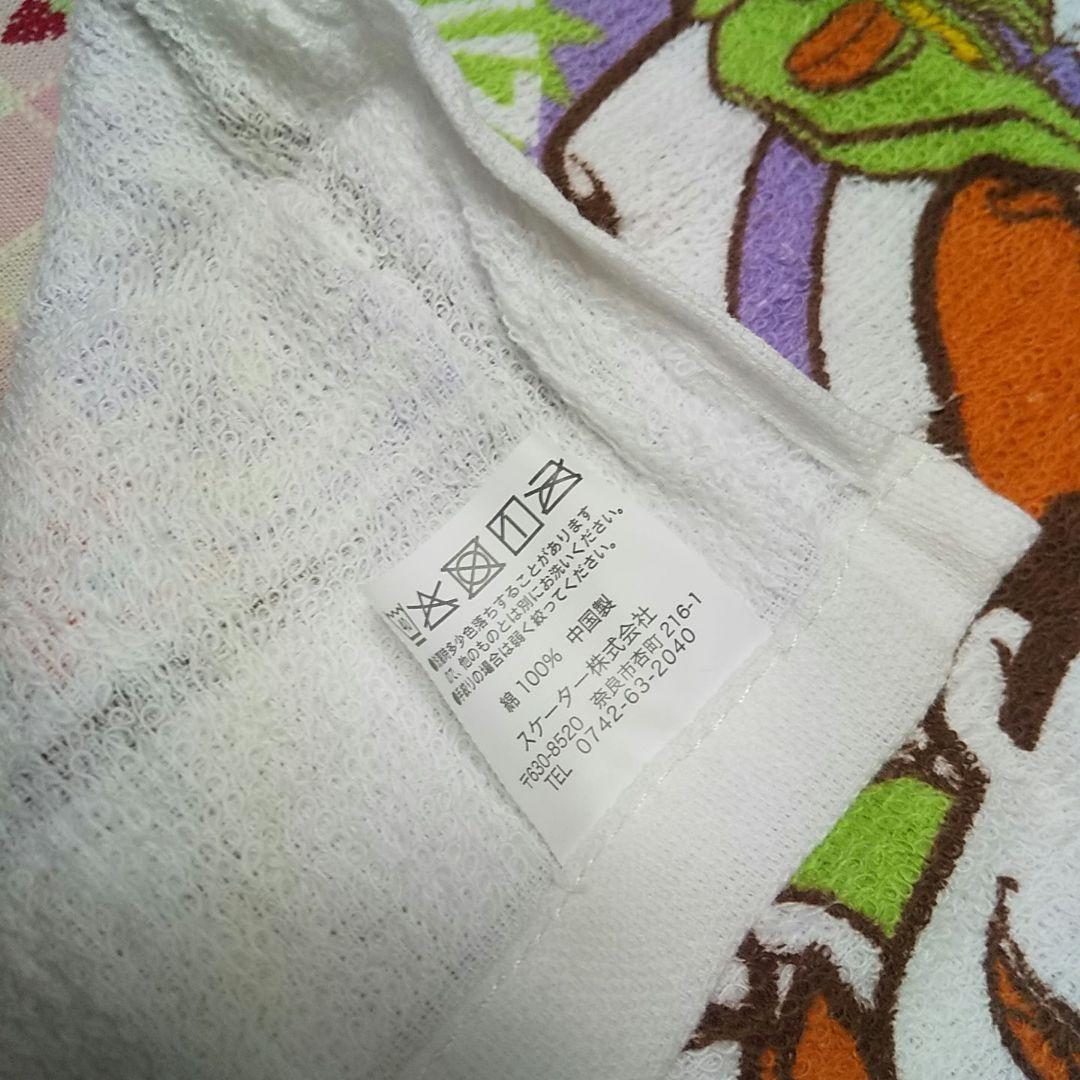 多少色落ちすることがあります
ので、他のものとは別にお洗いください。
手絞りの場合は弱く絞ってください。
綿 100% 中国製
スケーター株式会社
〒630-8520 奈良市杏町216-1
TEL 0742-63-2040